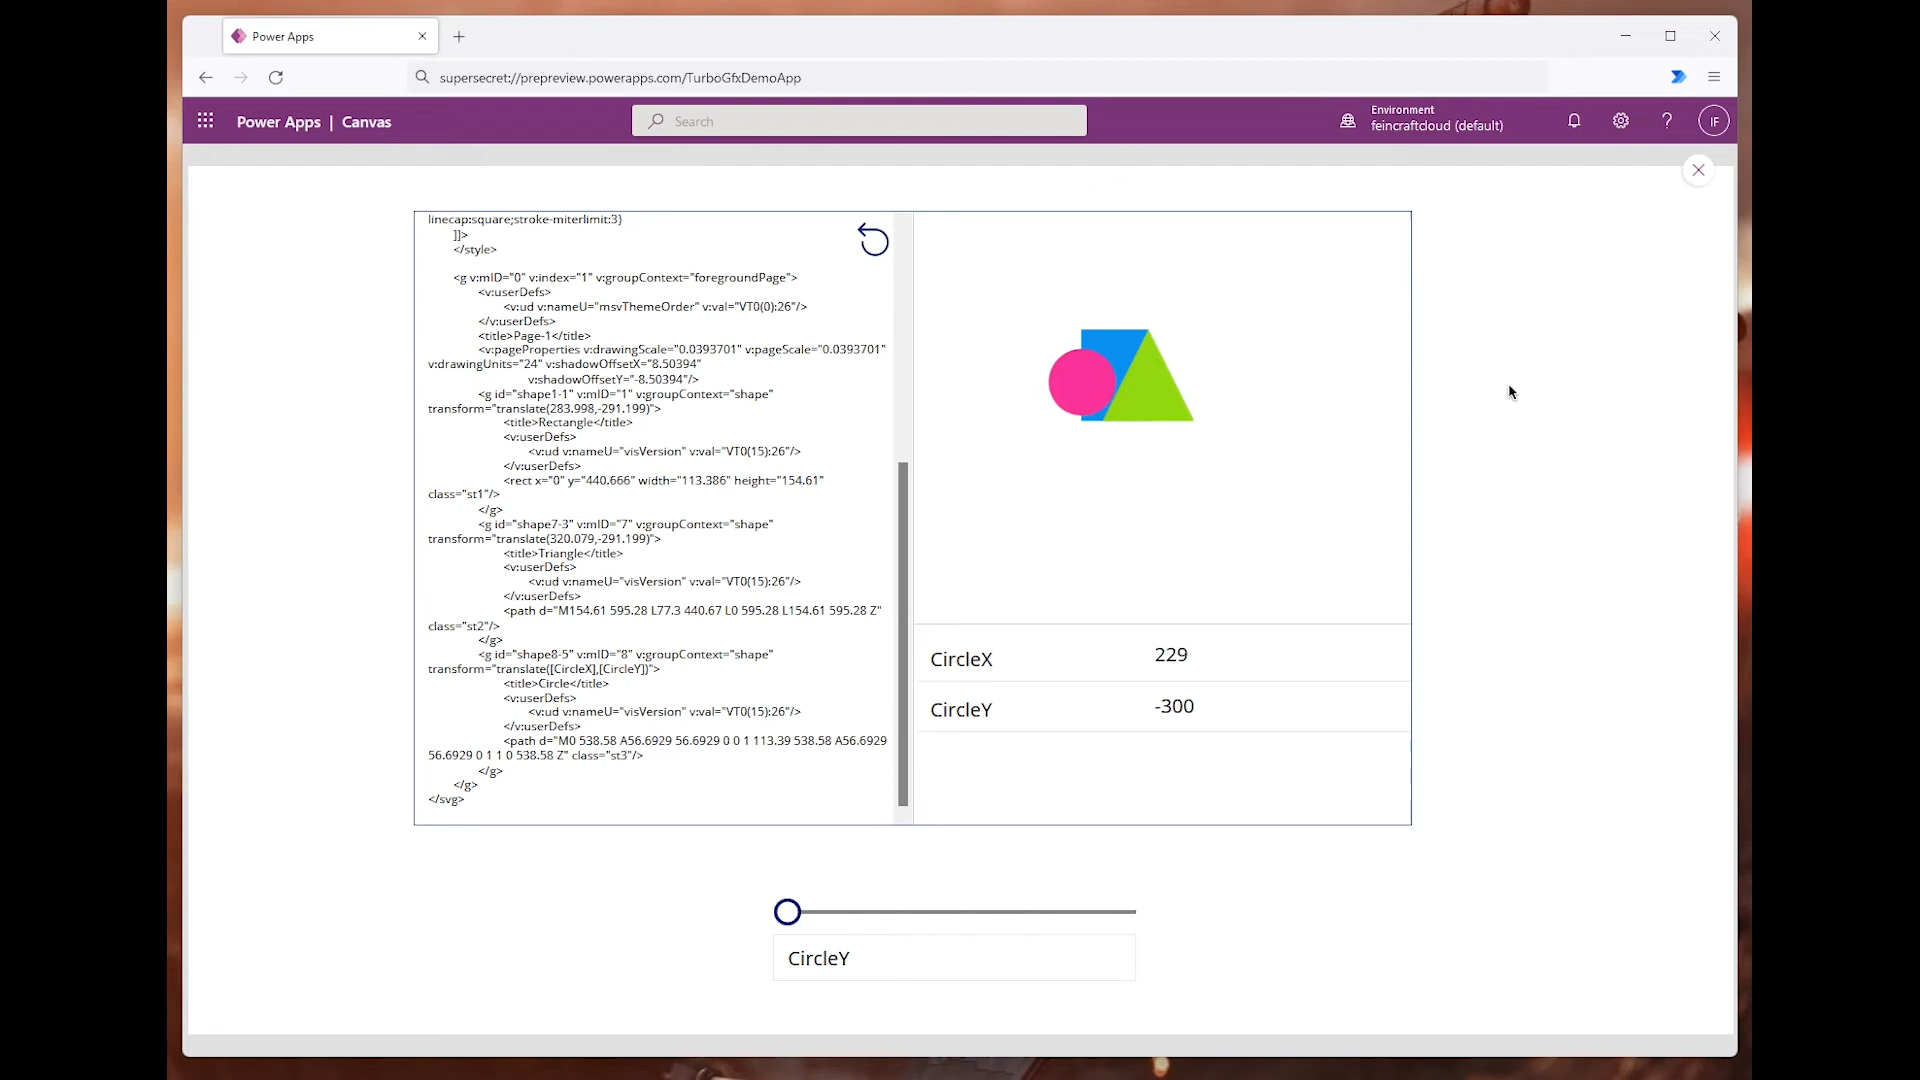 Power Apps
supersecret://prepreview.powerapps.com/TurboGfxDemoApp
Power Apps | Canvas
Search
Environment
feincraftcloud (default)
?
IF
linecap:square;stroke-miterlimit:3}
]]>
</style>
<g v:mID="0" v:index="1" v:groupContext="foregroundPage">
<v:userDefs>
<v:ud v:nameU="msvThemeOrder" v:val="VT0(0):26"/>
</v:userDefs>
<title>Page-1</title>
<v:pageProperties v:drawingScale="0.0393701" v:pageScale="0.0393701"
v:drawingUnits="24" v:shadowOffsetX="8.50394"
v:shadowOffsetY="-8.50394"/>
<g id="shape1-1" v:mID="1" v:groupContext="shape"
transform="translate(283.998,-291.199)">
<title>Rectangle</title>
<v:userDefs>
<v:ud v:nameU="visVersion" v:val="VT0(15):26"/>
</v:userDefs>
<rect x="0" y="440.666" width="113.386" height="154.61"
class="st1"/>
</g>
<g id="shape7-3" v:mID="7" v:groupContext="shape"
transform="translate(320.079,-291.199)">
<title>Triangle</title>
<v:userDefs>
<v:ud v:nameU="visVersion" v:val="VT0(15):26"/>
</v:userDefs>
<path d="M154.61 595.28 L77.3 440.67 L0 595.28 L154.61 595.28 Z"
class="st2"/>
</g>
<g id="shape8-5" v:mID="8" v:groupContext="shape"
transform="translate([CircleX],[CircleY])">
<title>Circle</title>
<v:userDefs>
<v:ud v:nameU="visVersion" v:val="VT0(15):26"/>
</v:userDefs>
<path d="M0 538.58 A56.6929 56.6929 0 0 1 113.39 538.58 A56.6929
56.6929 0 1 1 0 538.58 Z" class="st3"/>
</g>
</g>
</svg>
CircleX 229
CircleY -300
CircleY